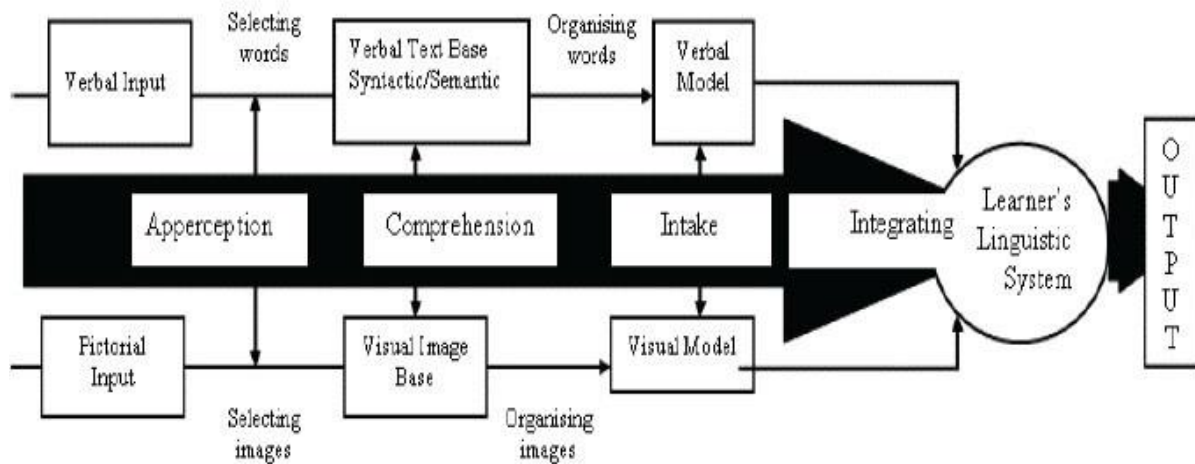 Selecting
words
Organising
words
Verbal Input
Verbal Text Base
Syntactic/Semantic
Verbal
Model
Apperception
Comprehension
Intake
Integrating
Learner's
Linguistic
System
O
U
T
P
U
T
Pictorial
Input
Visual Image
Base
Visual Model
Selecting
images
Organising
images